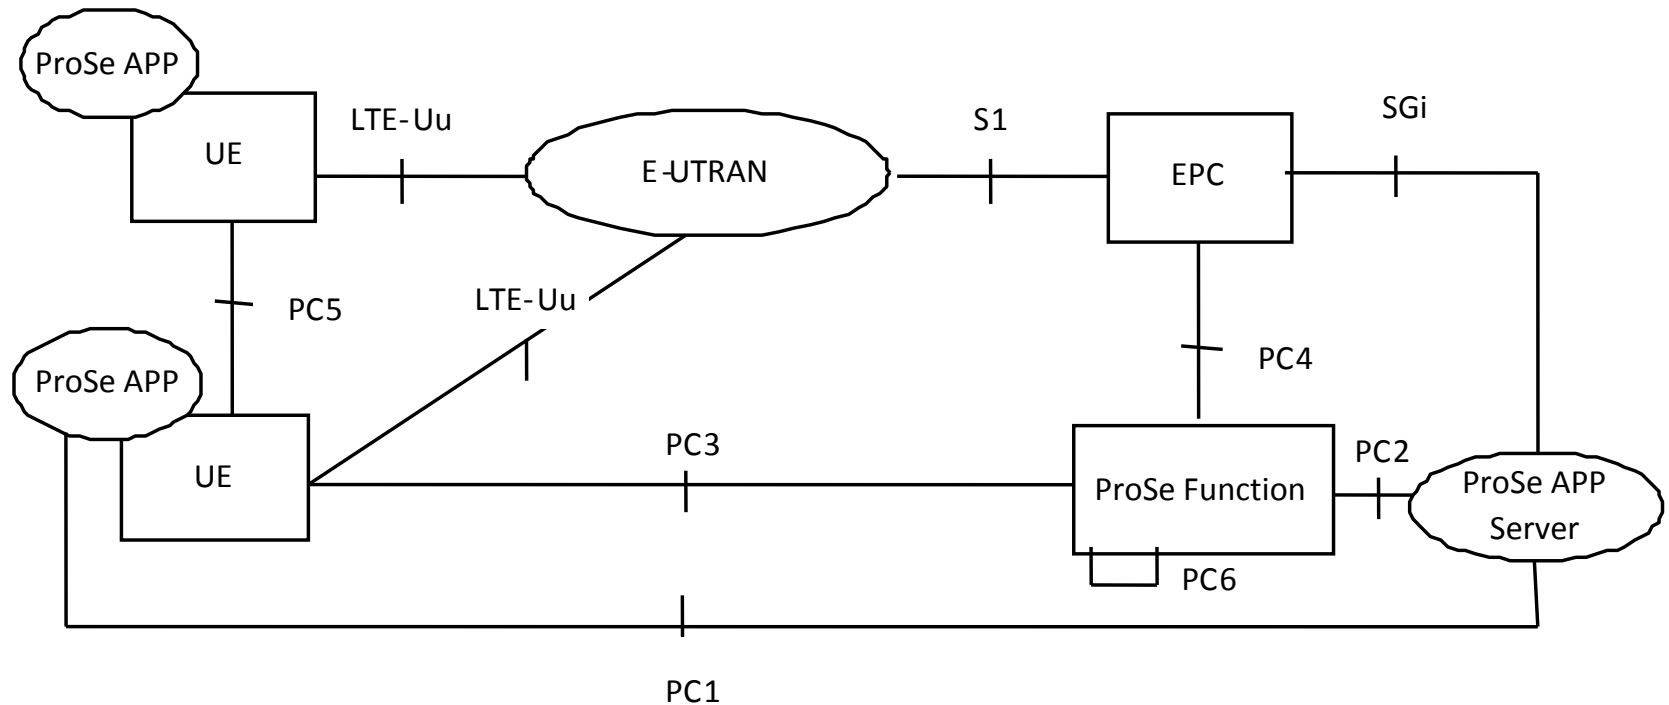 ProSe APP
UE
LTE-Uu
E-UTRAN
S1
EPC
SGi
LTE-Uu
PC5
PC4
ProSe APP
UE
PC3
ProSe Function
PC2
ProSe APP
Server
PC6
PC1